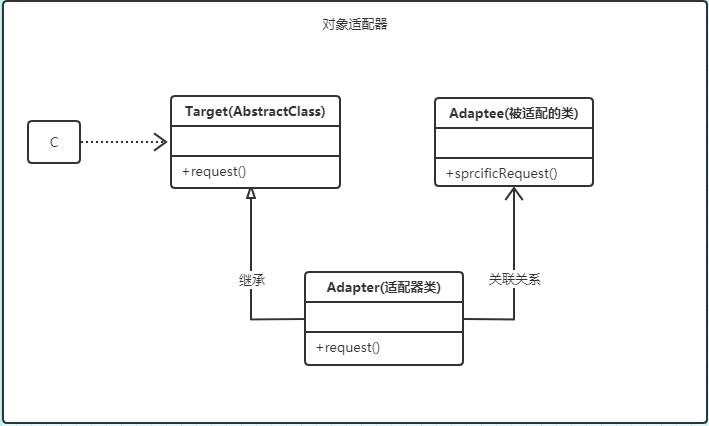 对象适配器
Target(AbstractClass)
Adaptee(被适配的类)
C
+request()
+sprcificRequest()
继承
关联关系
Adapter(适配器类)
+request()